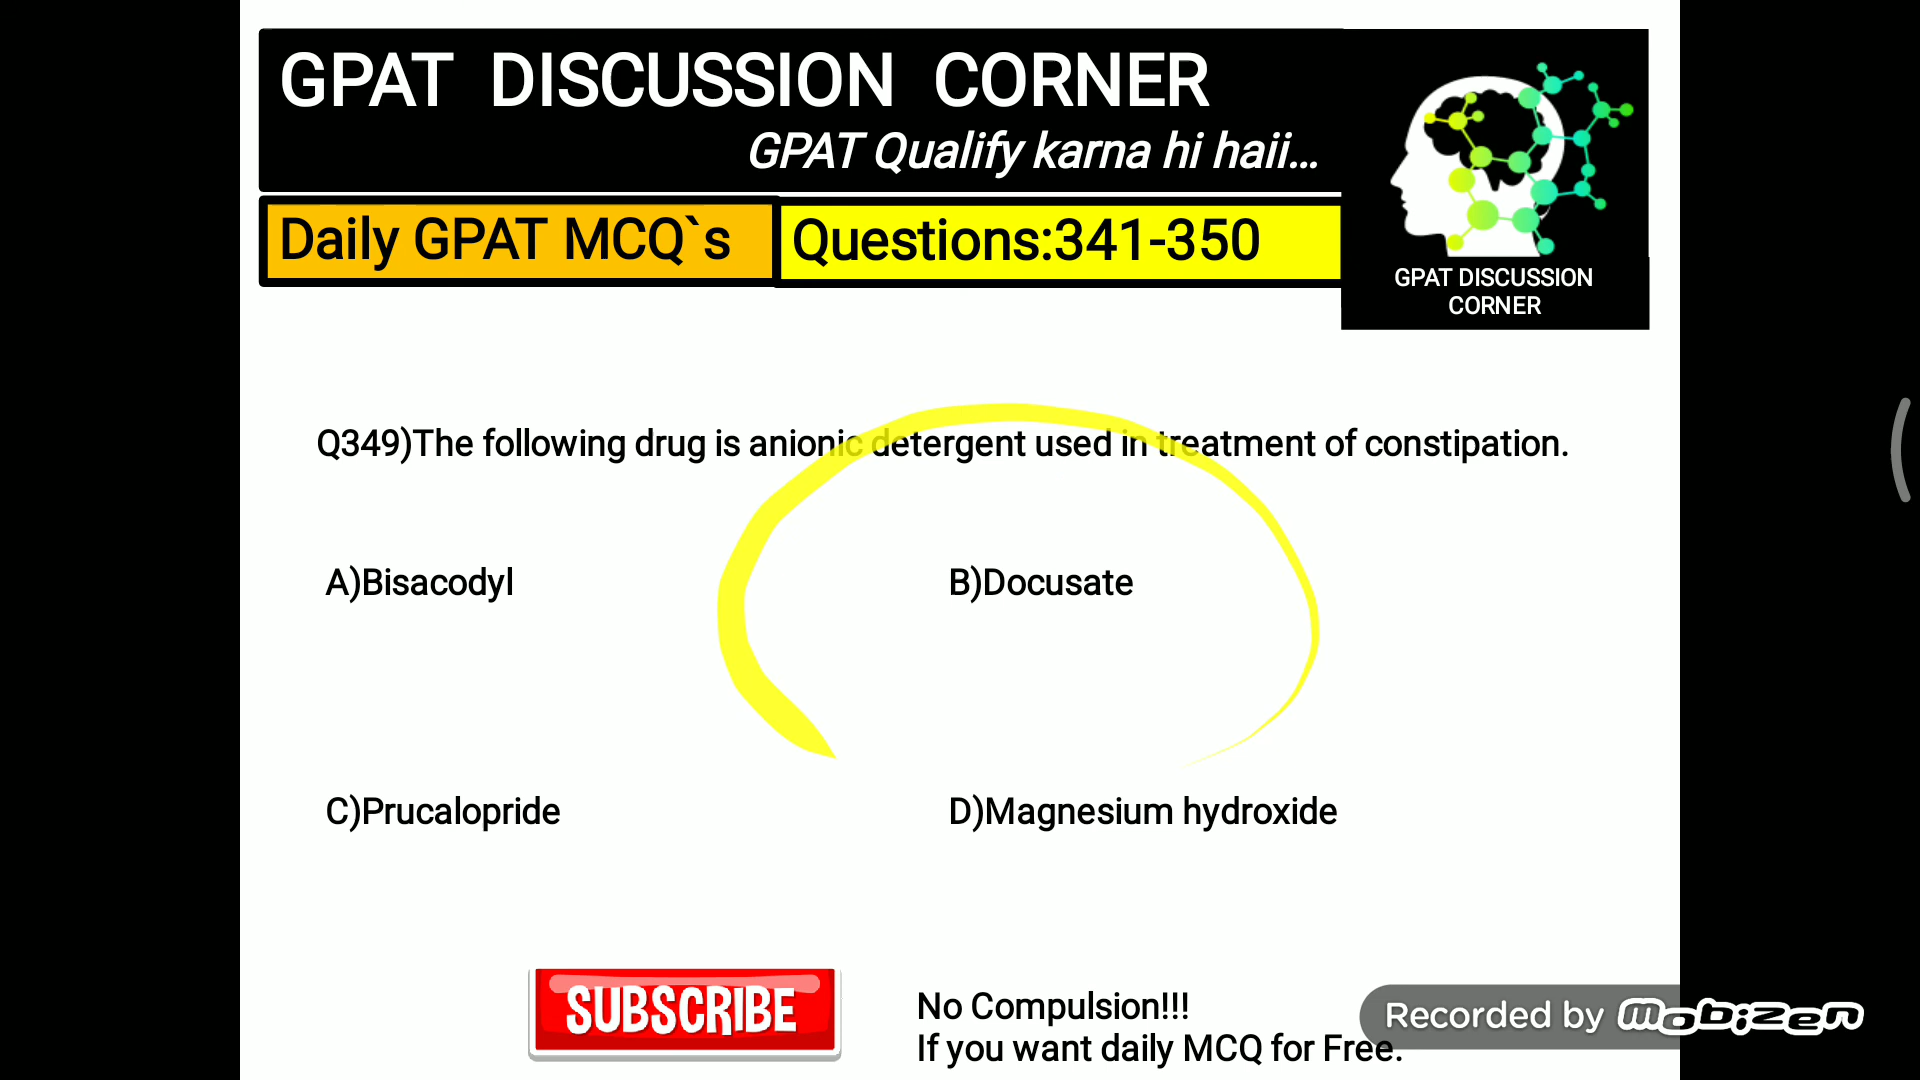 GPAT DISCUSSION CORNER
GPAT Qualify karna hi haii...
Daily GPAT MCQ`s
Questions:341-350
GPAT DISCUSSION
CORNER
Q349)The following drug is anionic detergent used in treatment of constipation.
A)Bisacodyl
B)Docusate
C)Prucalopride
D)Magnesium hydroxide
SUBSCRIBE
No Compulsion!!!
If you want daily MCQ for Free.
Recorded by mobizen